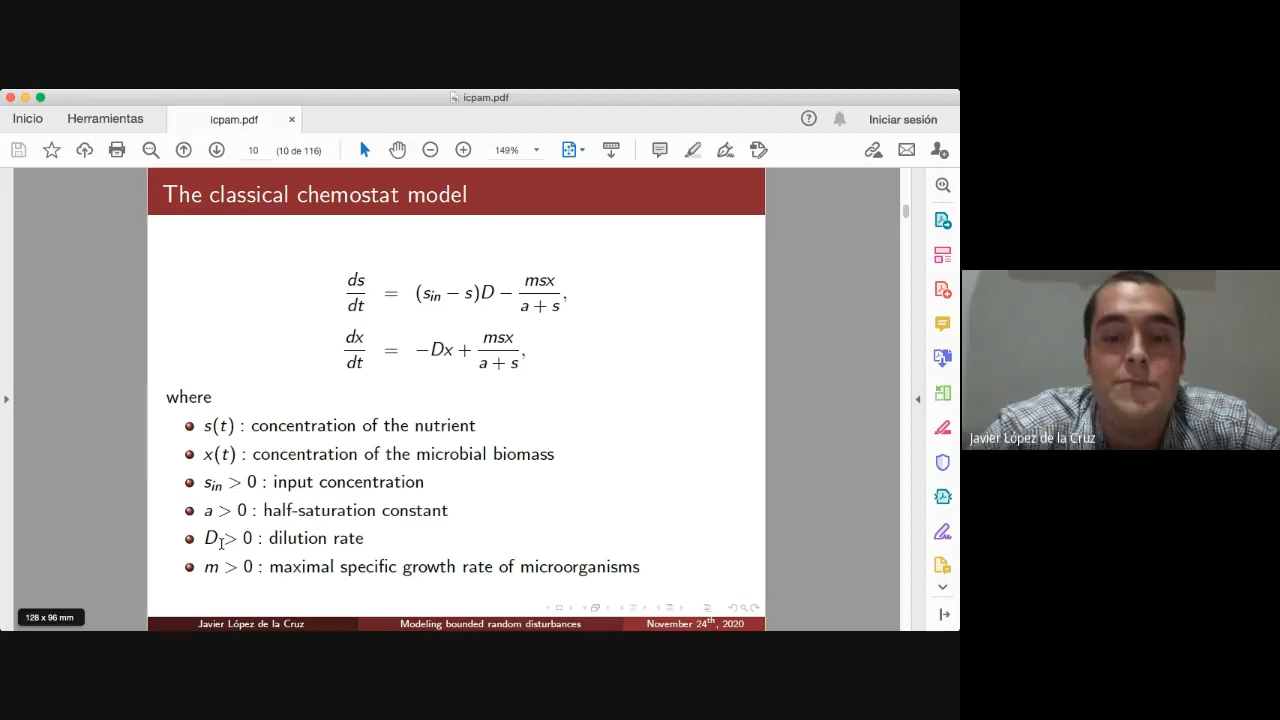 icpam.pdf
Inicio Herramientas icpam.pdf × Iniciar sesión
10 (10 de 116) 149%
The classical chemostat model
ds/dt = (s_in − s)D − msx/(a + s),
dx/dt = −Dx + msx/(a + s),
where
s(t) : concentration of the nutrient
x(t) : concentration of the microbial biomass
s_in > 0 : input concentration
a > 0 : half-saturation constant
D > 0 : dilution rate
m > 0 : maximal specific growth rate of microorganisms
128 x 96 mm
Javier López de la Cruz Modeling bounded random disturbances November 24th, 2020
Javier López de la Cruz